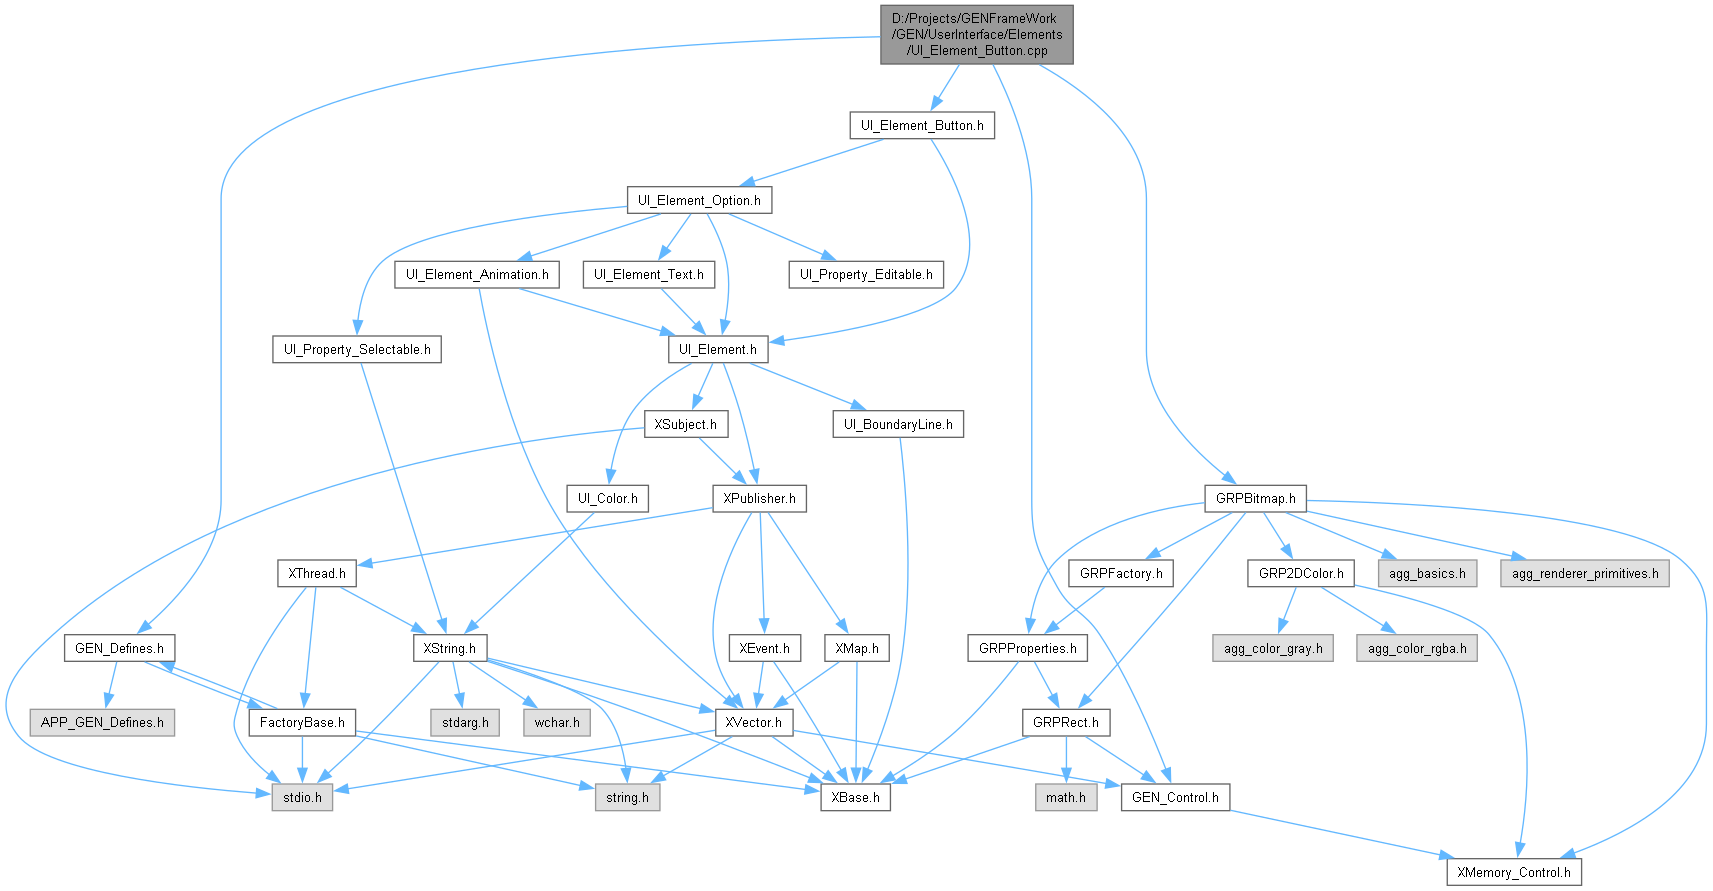 D:/Projects/GENFrameWork
/GEN/UserInterface/Elements
/UI_Element_Button.cpp
UI_Element_Button.h
UI_Element_Option.h
UI_Element_Animation.h
UI_Element_Text.h
UI_Property_Editable.h
UI_Property_Selectable.h
UI_Element.h
XSubject.h
UI_BoundaryLine.h
UI_Color.h
XPublisher.h
GRPBitmap.h
XThread.h
GRPFactory.h
GRP2DColor.h
agg_basics.h
agg_renderer_primitives.h
GEN_Defines.h
XString.h
XEvent.h
XMap.h
GRPProperties.h
agg_color_gray.h
agg_color_rgba.h
APP_GEN_Defines.h
FactoryBase.h
stdarg.h
wchar.h
XVector.h
GRPRect.h
stdio.h
string.h
XBase.h
math.h
GEN_Control.h
XMemory_Control.h